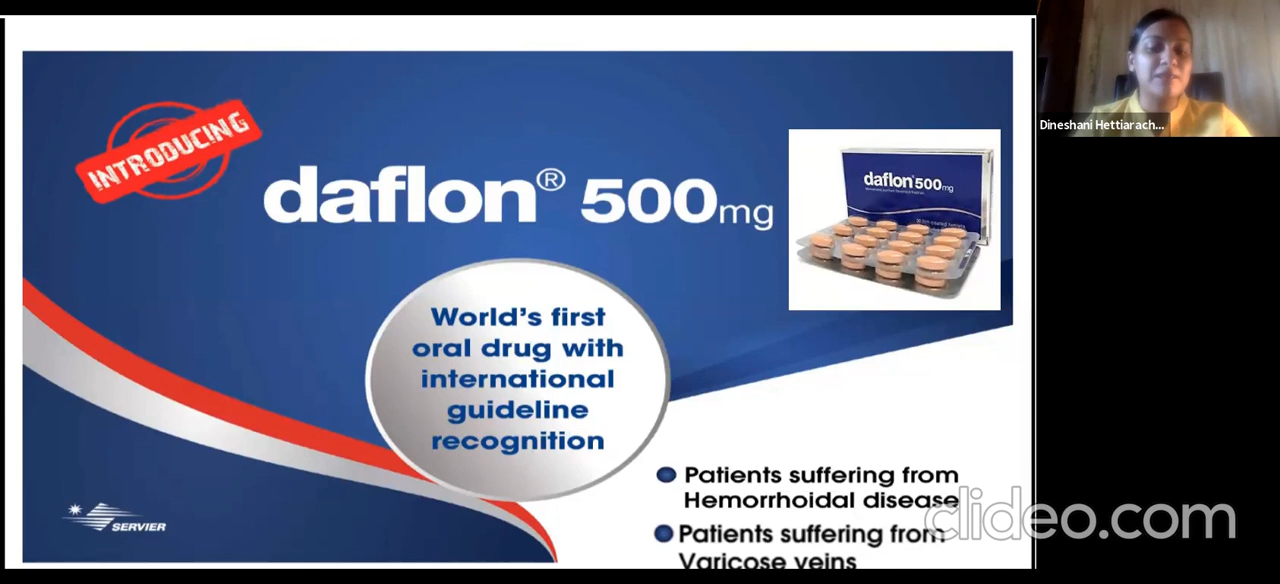 INTRODUCING
daflon® 500mg
daflon 500mg
World's first
oral drug with
international
guideline
recognition
Patients suffering from
Hemorrhoidal disease
Patients suffering from
Varicose veins
SERVIER
Dineshani Hettiarach...
clideo.com